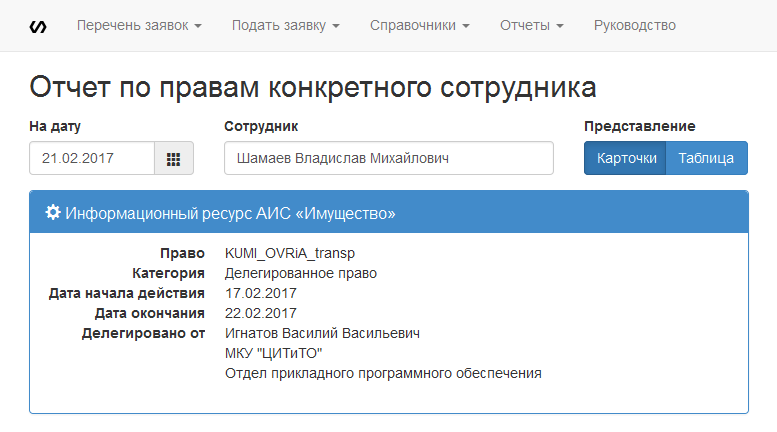 Перечень заявок Подать заявку Справочники Отчеты Руководство
Отчет по правам конкретного сотрудника
На дату Сотрудник Представление
21.02.2017 Шамаев Владислав Михайлович Карточки Таблица
Информационный ресурс АИС «Имущество»
Право KUMI_OVRiA_transp
Категория Делегированное право
Дата начала действия 17.02.2017
Дата окончания 22.02.2017
Делегировано от Игнатов Василий Васильевич
МКУ "ЦИТиТО"
Отдел прикладного программного обеспечения